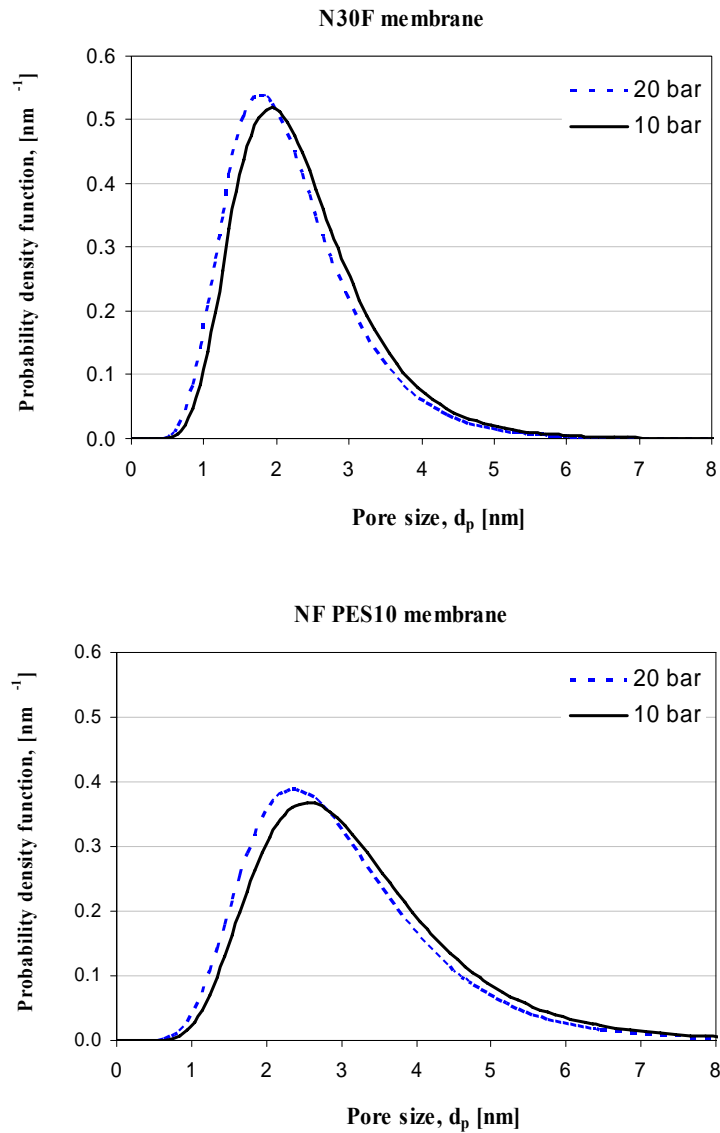 N30F membrane
Probability density function, [nm ⁻¹]
0.6
0.5
0.4
0.3
0.2
0.1
0.0
20 bar
10 bar
0 1 2 3 4 5 6 7 8
Pore size, dₚ [nm]
NF PES10 membrane
Probability density function, [nm ⁻¹]
0.6
0.5
0.4
0.3
0.2
0.1
0.0
20 bar
10 bar
0 1 2 3 4 5 6 7 8
Pore size, dₚ [nm]